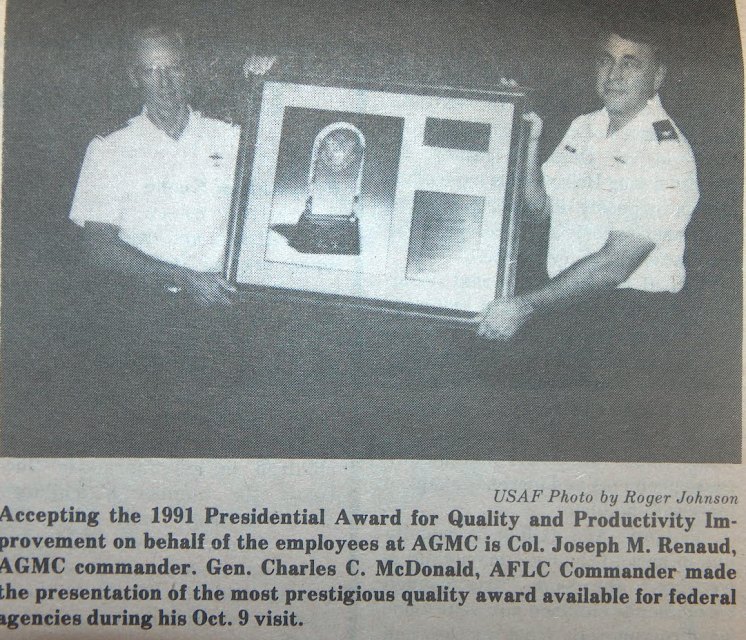 USAF Photo by Roger Johnson
Accepting the 1991 Presidential Award for Quality and Productivity Im-
provement on behalf of the employees at AGMC is Col. Joseph M. Renaud,
AGMC commander. Gen. Charles C. McDonald, AFLC Commander made
the presentation of the most prestigious quality award available for federal
agencies during his Oct. 9 visit.